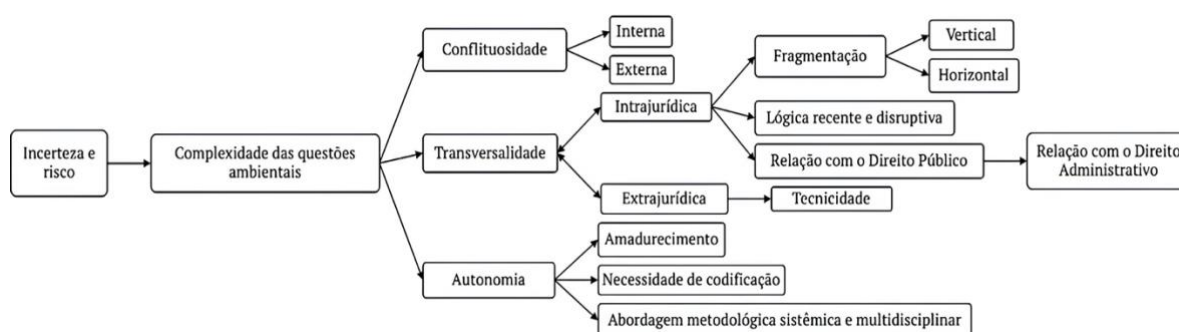 Incerteza e
risco
Complexidade das questões
ambientais
Conflituosidade
Interna
Externa
Transversalidade
Intrajurídica
Fragmentação
Vertical
Horizontal
Lógica recente e disruptiva
Relação com o Direito Público
Relação com o Direito
Administrativo
Extrajurídica
Tecnicidade
Autonomia
Amadurecimento
Necessidade de codificação
Abordagem metodológica sistêmica e multidisciplinar